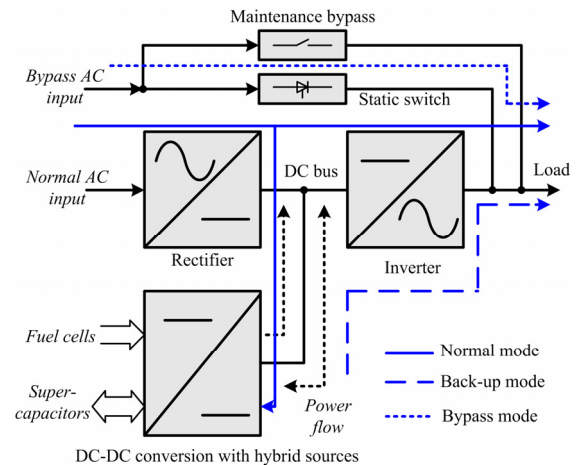 Maintenance bypass
Bypass AC
input
Static switch
Normal AC
input
DC bus
Load
Rectifier
Inverter
Fuel cells
Super-
capacitors
Power
flow
Normal mode
Back-up mode
Bypass mode
DC-DC conversion with hybrid sources